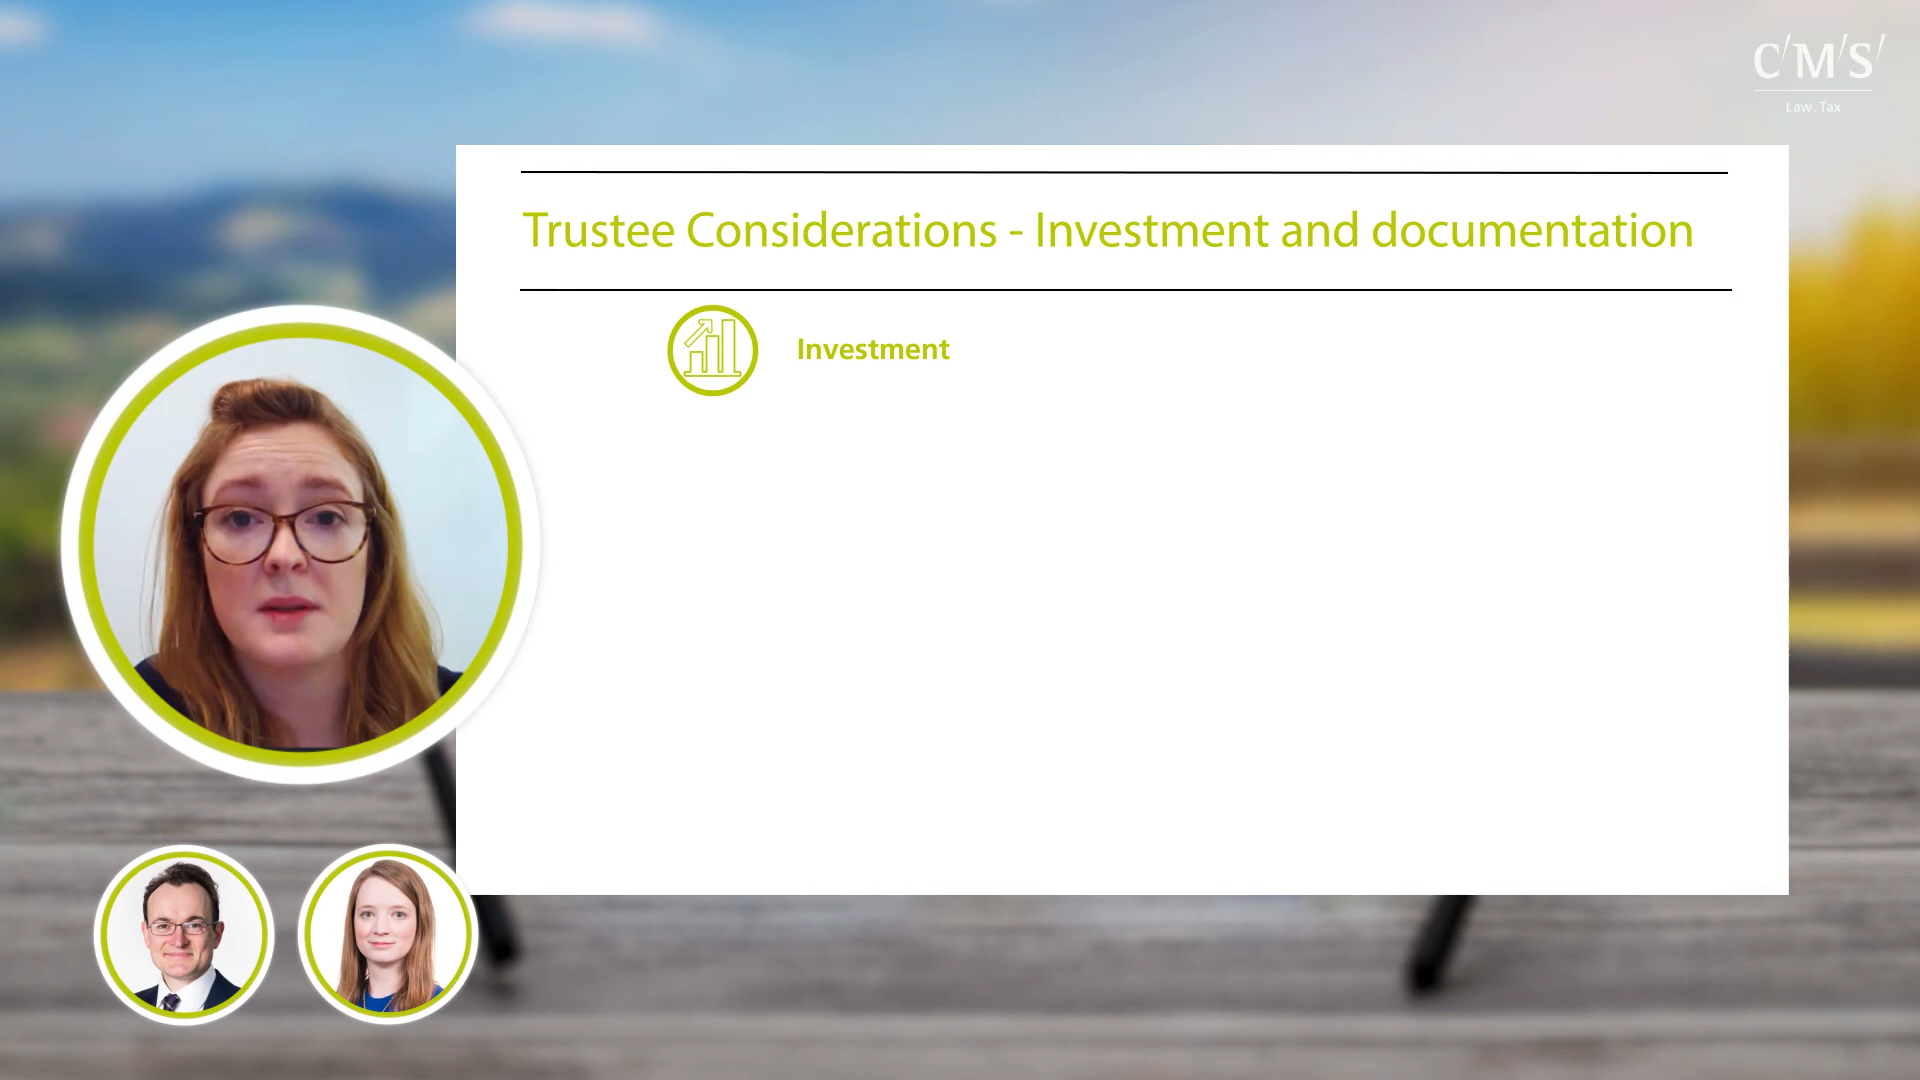 C/M/S/
Law.Tax
Trustee Considerations - Investment and documentation
Investment